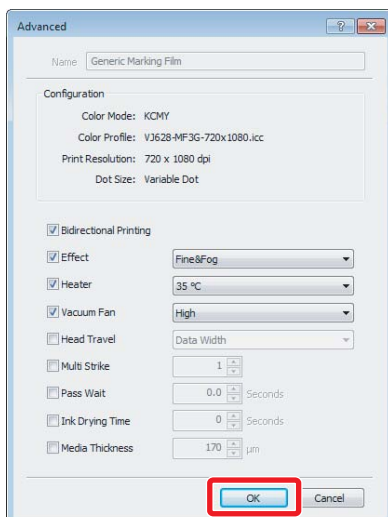 Advanced
Name Generic Marking Film
Configuration
Color Mode: KCMY
Color Profile: VJ628-MF3G-720x1080.icc
Print Resolution: 720 x 1080 dpi
Dot Size: Variable Dot
Bidirectional Printing
Effect Fine&Fog
Heater 35 °C
Vacuum Fan High
Head Travel Data Width
Multi Strike 1
Pass Wait 0.0 Seconds
Ink Drying Time 0 Seconds
Media Thickness 170 µm
OK Cancel